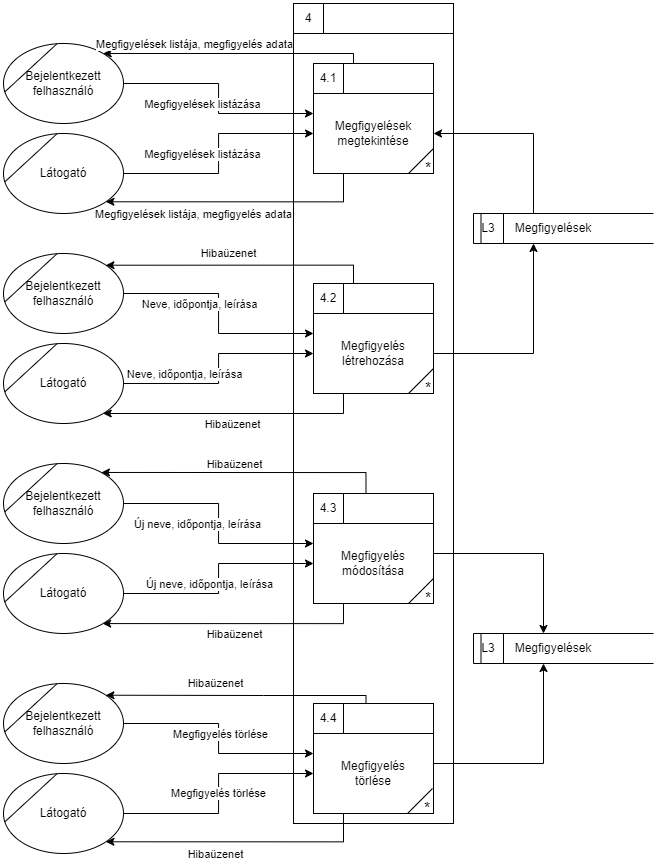 4
Megfigyelések listája, megfigyelés adata
4.1
Bejelentkezett
felhasználó
Megfigyelések listázása
Megfigyelések
megtekintése
*
Megfigyelések listázása
Látogató
Megfigyelések listája, megfigyelés adata
L3
Megfigyelések
Hibaüzenet
4.2
Bejelentkezett
felhasználó
Neve, időpontja, leírása
Megfigyelés
létrehozása
*
Neve, időpontja, leírása
Látogató
Hibaüzenet
Hibaüzenet
4.3
Bejelentkezett
felhasználó
Új neve, időpontja, leírása
Megfigyelés
módosítása
*
Új neve, időpontja, leírása
Látogató
Hibaüzenet
L3
Megfigyelések
Hibaüzenet
4.4
Bejelentkezett
felhasználó
Megfigyelés törlése
Megfigyelés
törlése
*
Megfigyelés törlése
Látogató
Hibaüzenet